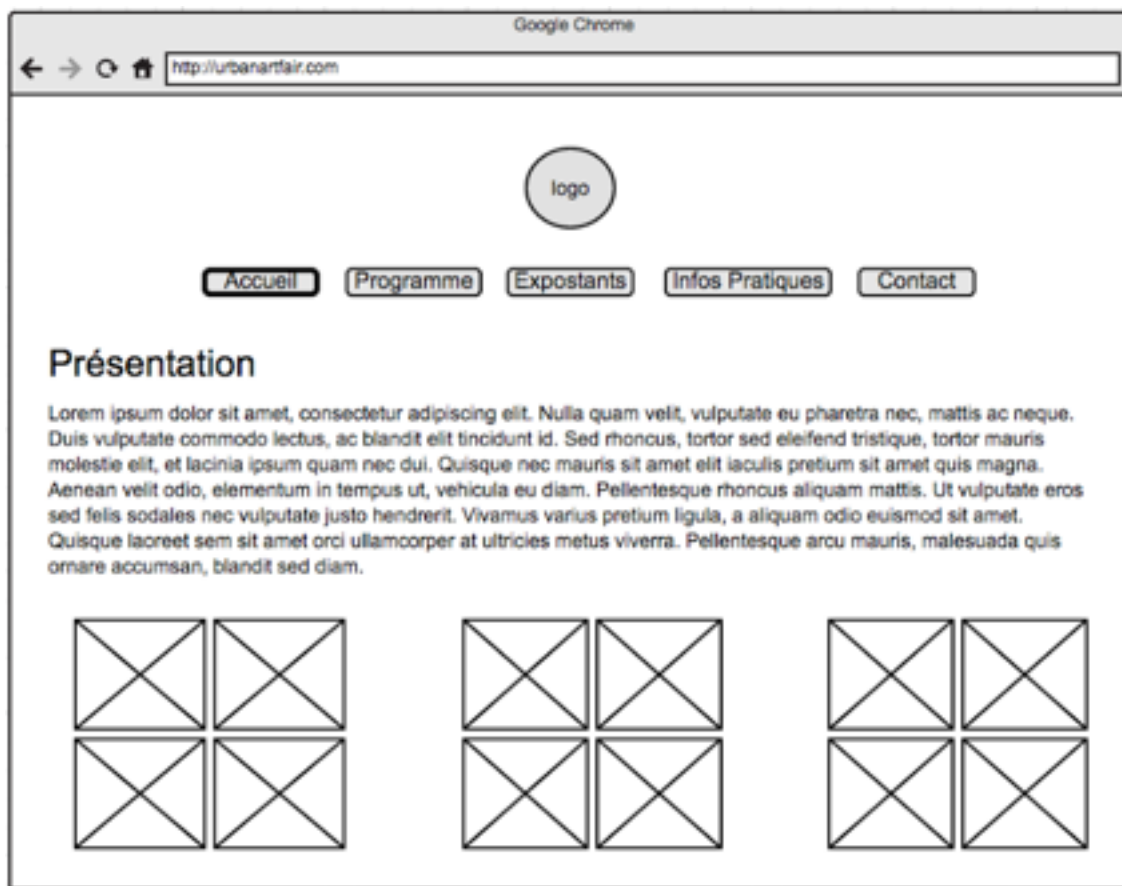 Google Chrome
http://urbanartfair.com
logo
Accueil Programme Expostants Infos Pratiques Contact
Présentation
Lorem ipsum dolor sit amet, consectetur adipiscing elit. Nulla quam velit, vulputate eu pharetra nec, mattis ac neque.
Duis vulputate commodo lectus, ac blandit elit tincidunt id. Sed rhoncus, tortor sed eleifend tristique, tortor mauris
molestie elit, et lacinia ipsum quam nec dui. Quisque nec mauris sit amet elit iaculis pretium sit amet quis magna.
Aenean velit odio, elementum in tempus ut, vehicula eu diam. Pellentesque rhoncus aliquam mattis. Ut vulputate eros
sed felis sodales nec vulputate justo hendrerit. Vivamus varius pretium ligula, a aliquam odio euismod sit amet.
Quisque laoreet sem sit amet orci ullamcorper at ultricies metus viverra. Pellentesque arcu mauris, malesuada quis
ornare accumsan, blandit sed diam.